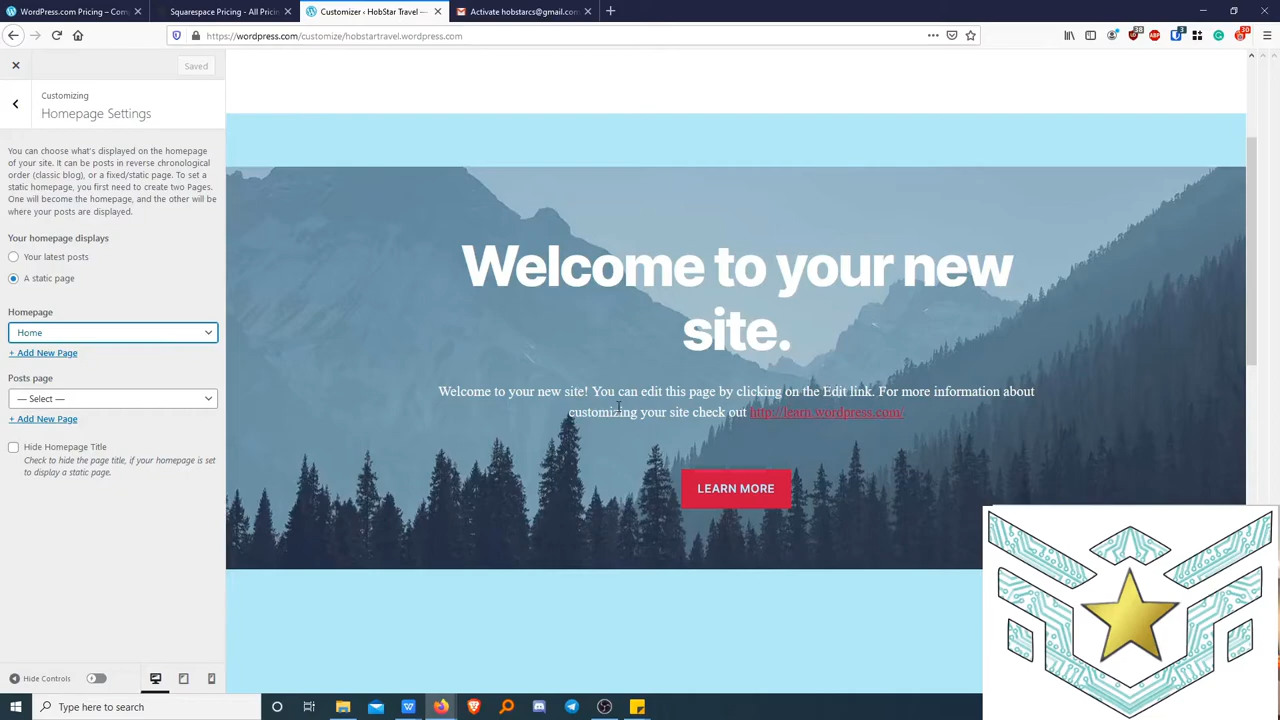 WordPress.com Pricing – Com
Squarespace Pricing - All Pricin
Customizer ‹ HobStar Travel —
Activate hobstarcs@gmail.com
https://wordpress.com/customize/hobstartravel.wordpress.com
38
3
30
Saved
Customizing
Homepage Settings
You can choose what's displayed on the homepage
of your site. It can be posts in reverse chronological
order (classic blog), or a fixed/static page. To set a
static homepage, you first need to create two Pages.
One will become the homepage, and the other will be
where your posts are displayed.
Your homepage displays
Your latest posts
A static page
Homepage
Home
+ Add New Page
Posts page
— Select —
+ Add New Page
Hide Homepage Title
Check to hide the page title, if your homepage is set
to display a static page.
Hide Controls
Welcome to your new
site.
Welcome to your new site! You can edit this page by clicking on the Edit link. For more information about
customizing your site check out http://learn.wordpress.com/
LEARN MORE
Type here to search